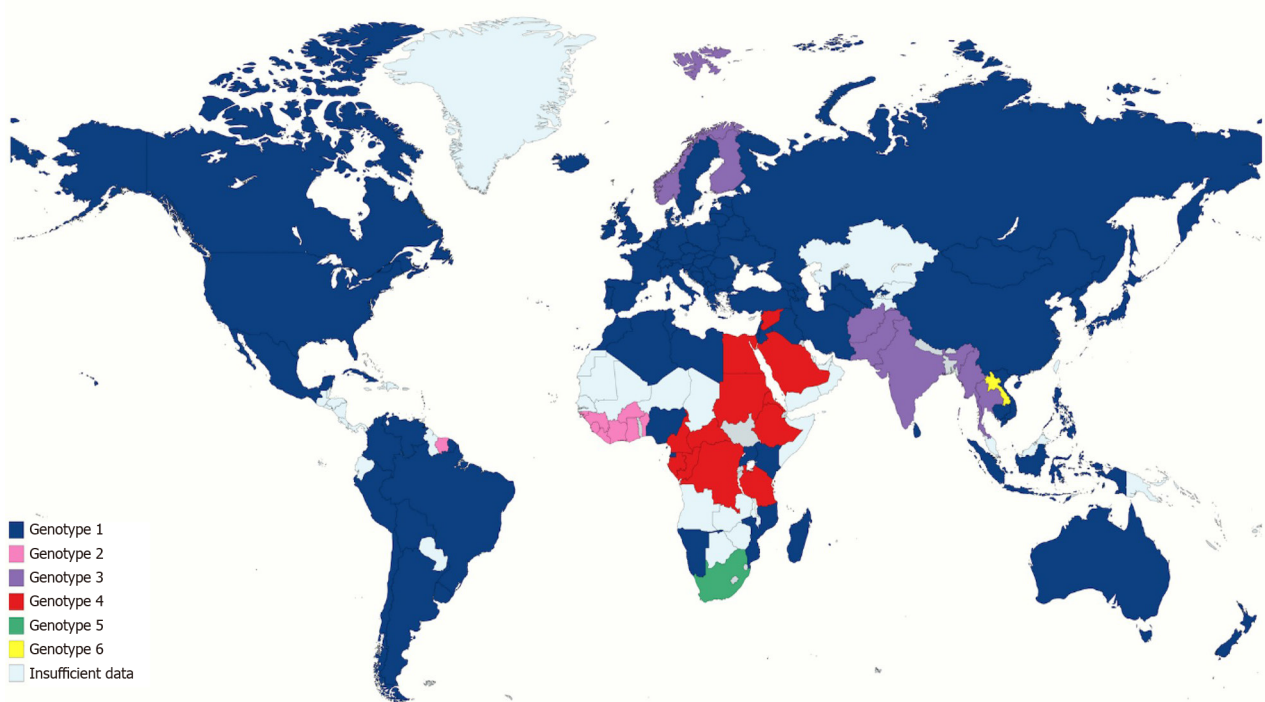 Genotype 1
Genotype 2
Genotype 3
Genotype 4
Genotype 5
Genotype 6
Insufficient data